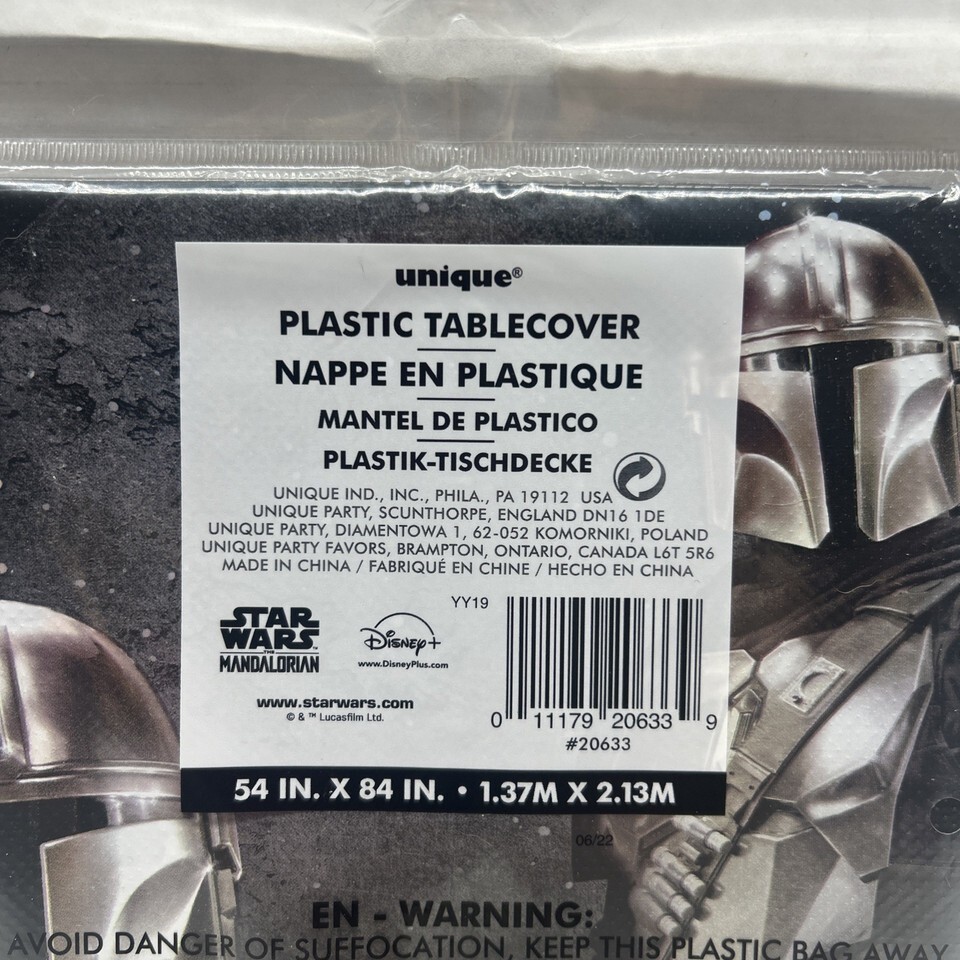 unique®
PLASTIC TABLECOVER
NAPPE EN PLASTIQUE
MANTEL DE PLASTICO
PLASTIK-TISCHDECKE
UNIQUE IND., INC., PHILA., PA 19112 USA
UNIQUE PARTY, SCUNTHORPE, ENGLAND DN16 1DE
UNIQUE PARTY, DIAMENTOWA 1, 62-052 KOMORNIKI, POLAND
UNIQUE PARTY FAVORS, BRAMPTON, ONTARIO, CANADA L6T 5R6
MADE IN CHINA / FABRIQUÉ EN CHINE / HECHO EN CHINA
YY19
STAR
WARS™
THE
MANDALORIAN
Disney+
www.DisneyPlus.com
www.starwars.com
© & ™ Lucasfilm Ltd.
0 11179 20633 9
#20633
54 IN. X 84 IN. • 1.37M X 2.13M
06/22
EN - WARNING:
AVOID DANGER OF SUFFOCATION, KEEP THIS PLASTIC BAG AWAY